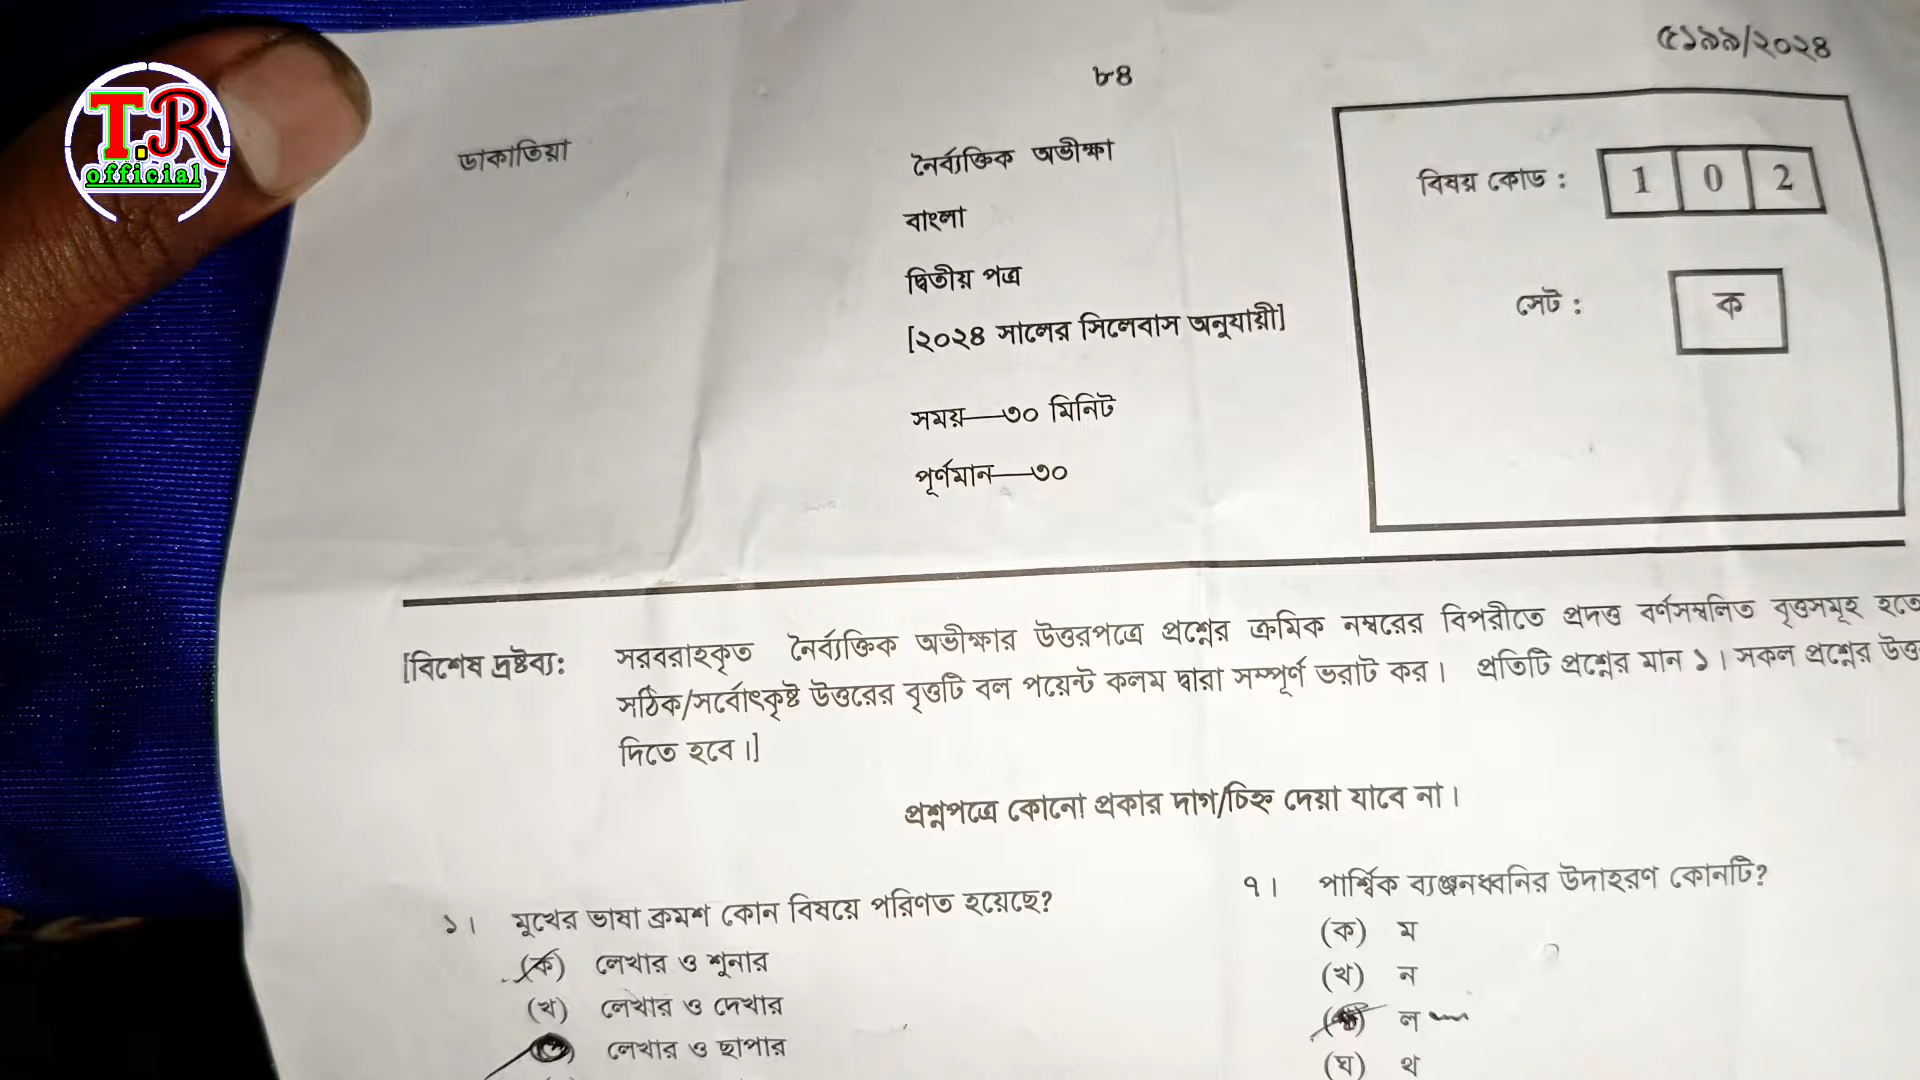 T.R
official
৫১৯৯/২০২৪
৮৪
ডাকাতিয়া
নৈর্ব্যক্তিক অভীক্ষা
বাংলা
দ্বিতীয় পত্র
[২০২৪ সালের সিলেবাস অনুযায়ী]
সময়—৩০ মিনিট
পূর্ণমান—৩০
বিষয় কোড : 1 0 2
সেট : ক
[বিশেষ দ্রষ্টব্য: সরবরাহকৃত নৈর্ব্যক্তিক অভীক্ষার উত্তরপত্রে প্রশ্নের ক্রমিক নম্বরের বিপরীতে প্রদত্ত বর্ণসম্বলিত বৃত্তসমূহ হতে
সঠিক/সর্বোৎকৃষ্ট উত্তরের বৃত্তটি বল পয়েন্ট কলম দ্বারা সম্পূর্ণ ভরাট কর। প্রতিটি প্রশ্নের মান ১। সকল প্রশ্নের উত্ত
দিতে হবে।]
প্রশ্নপত্রে কোনো প্রকার দাগ/চিহ্ন দেয়া যাবে না।
১। মুখের ভাষা ক্রমশ কোন বিষয়ে পরিণত হয়েছে?
(ক) লেখার ও শুনার
(খ) লেখার ও দেখার
লেখার ও ছাপার
৭। পার্শ্বিক ব্যঞ্জনধ্বনির উদাহরণ কোনটি?
(ক) ম
(খ) ন
ল
(ঘ) থ